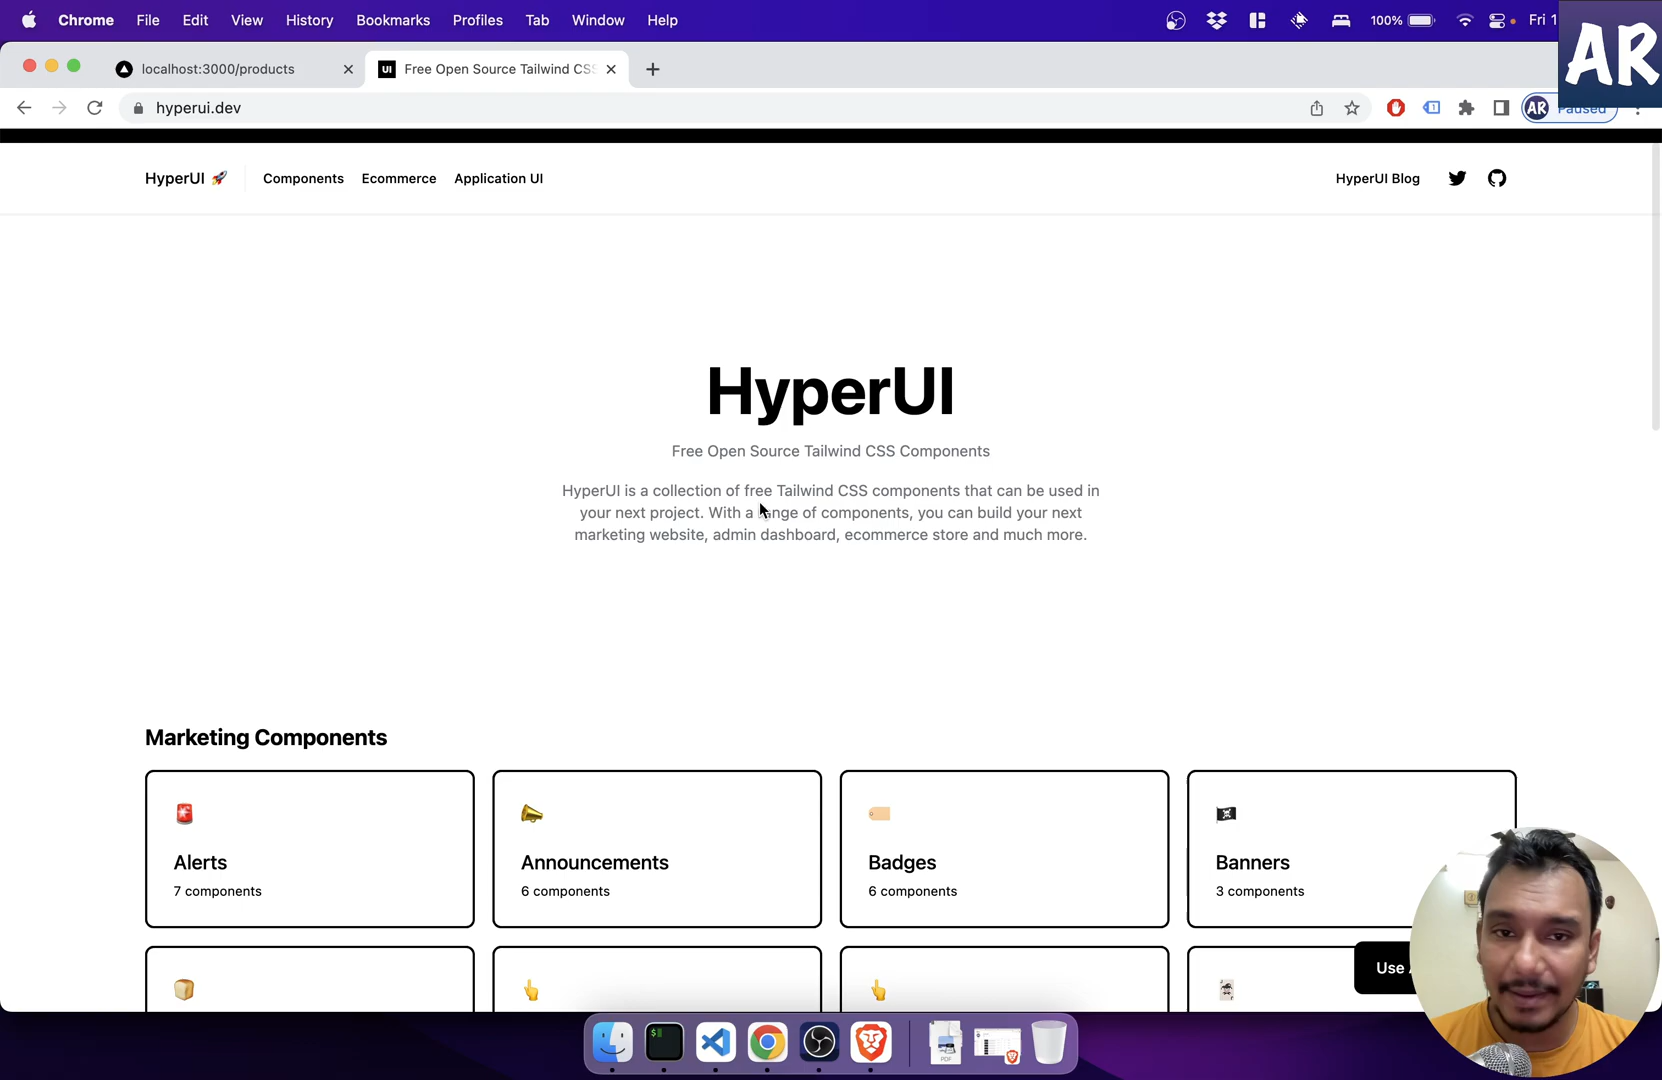 Chrome File Edit View History Bookmarks Profiles Tab Window Help 100% Fri 1
AR
localhost:3000/products
UI Free Open Source Tailwind CSS
hyperui.dev
AR Paused
HyperUI 🚀 Components Ecommerce Application UI HyperUI Blog
HyperUI
Free Open Source Tailwind CSS Components
HyperUI is a collection of free Tailwind CSS components that can be used in
your next project. With a range of components, you can build your next
marketing website, admin dashboard, ecommerce store and much more.
Marketing Components
Alerts
7 components
Announcements
6 components
Badges
6 components
Banners
3 components
Use
PDF